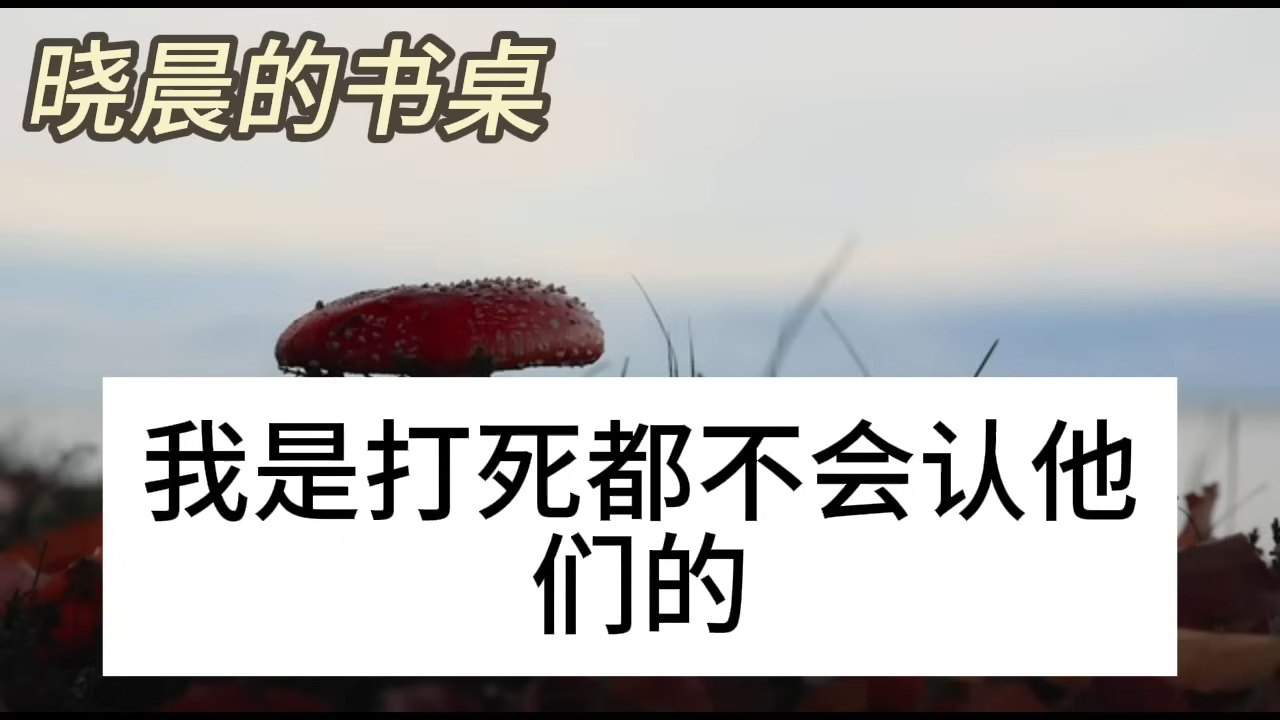 晓晨的书桌
我是打死都不会认他
们的